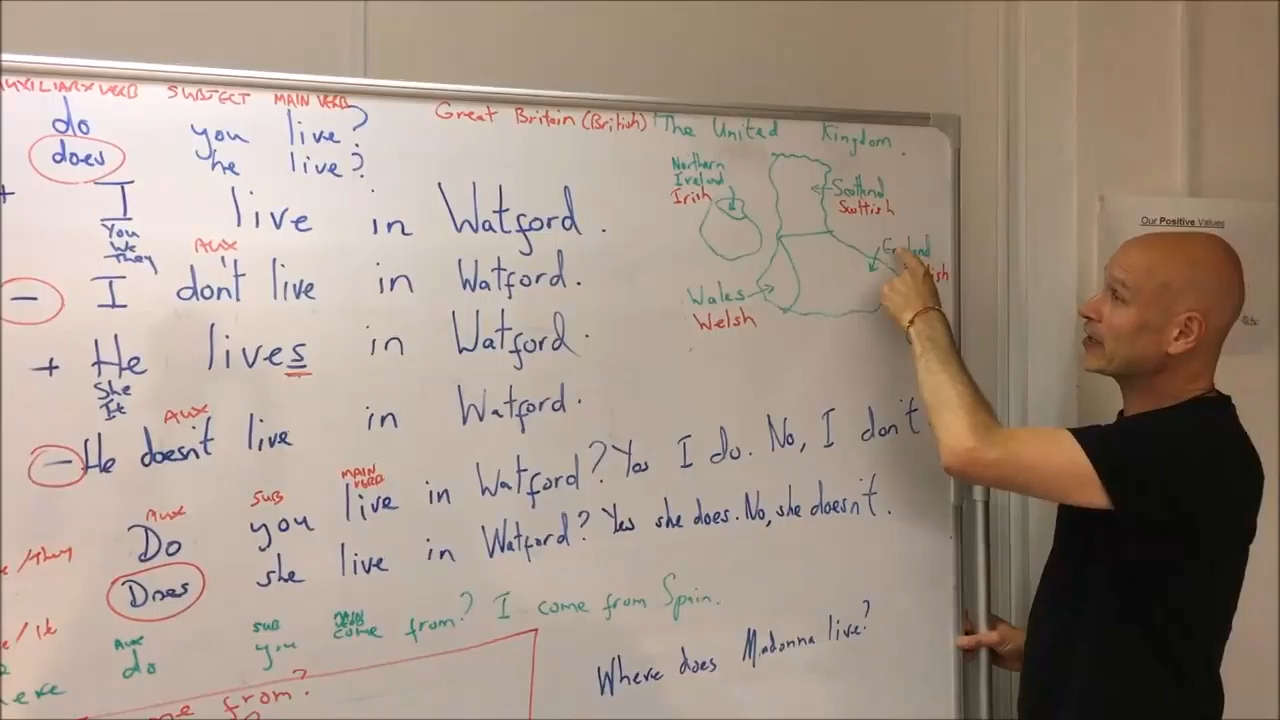 AUXILIARY VERB SUBJECT MAIN VERB
do you live?
does he live?
+ I live in Watford.
You
We
They
AUX
- I don't live in Watford.
+ He lives in Watford.
She
It
AUX
- He doesn't live in Watford.
AUX SUB MAIN VERB
Do you live in Watford? Yes I do. No, I don't
Does she live in Watford? Yes she does. No, she doesn't.
/They
/It
AUX SUB MAIN VERB
do you come from? I come from Spain.
from?
Where does Madonna live?
Great Britain (British)
The United Kingdom.
Northern
Ireland
Irish
Scotland
Scottish
England
Wales
Welsh
Our Positive Values